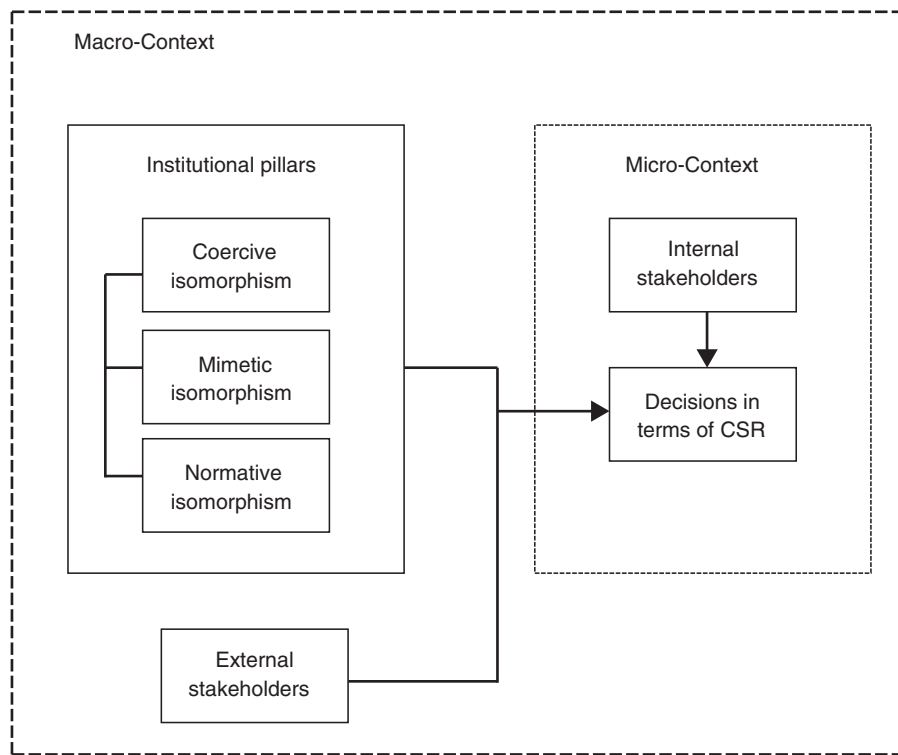 Macro-Context
Institutional pillars
Coercive
isomorphism
Mimetic
isomorphism
Normative
isomorphism
External
stakeholders
Micro-Context
Internal
stakeholders
Decisions in
terms of CSR